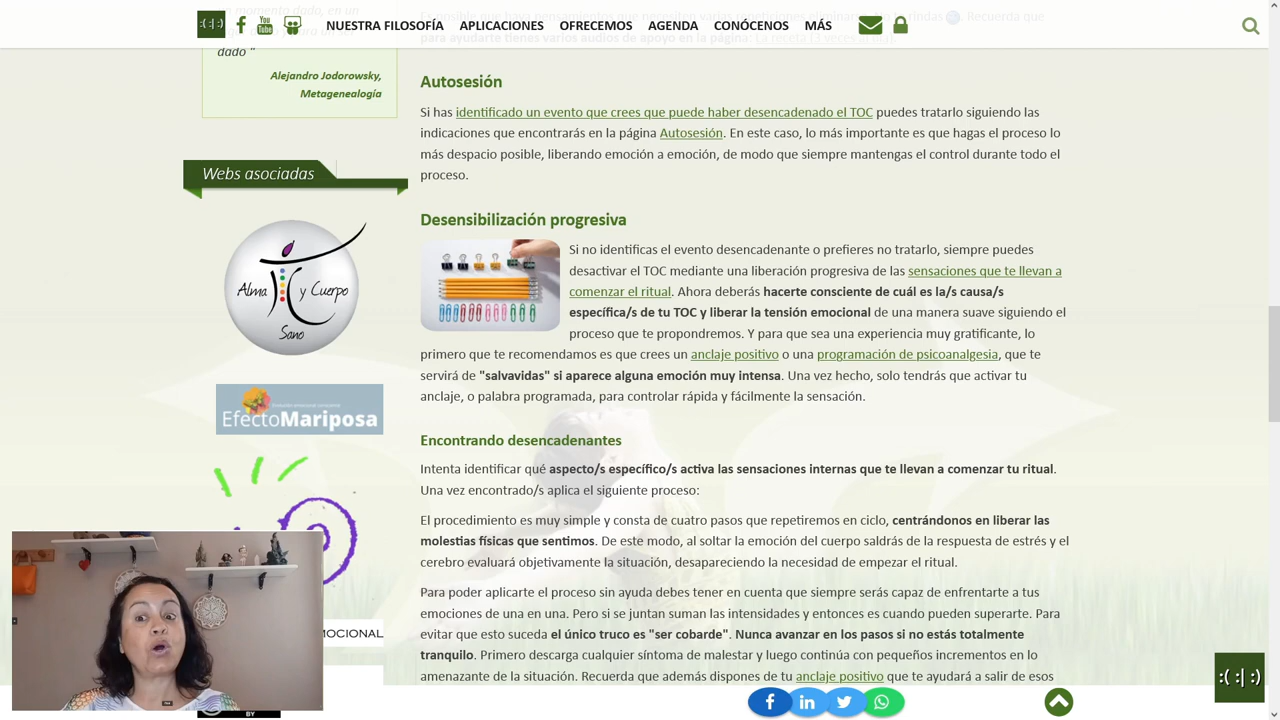 :(:|:)
You
Tube
NUESTRA FILOSOFÍA
APLICACIONES
OFRECEMOS
AGENDA
CONÓCENOS
MÁS
dado "
Alejandro Jodorowsky,
Metagenealogía
Webs asociadas
Alma y Cuerpo
Sano
EfectoMariposa
MOCIONAL
BY
Autosesión
Si has identificado un evento que crees que puede haber desencadenado el TOC puedes tratarlo siguiendo las
indicaciones que encontrarás en la página Autosesión. En este caso, lo más importante es que hagas el proceso lo
más despacio posible, liberando emoción a emoción, de modo que siempre mantengas el control durante todo el
proceso.
Desensibilización progresiva
Si no identificas el evento desencadenante o prefieres no tratarlo, siempre puedes
desactivar el TOC mediante una liberación progresiva de las sensaciones que te llevan a
comenzar el ritual. Ahora deberás hacerte consciente de cuál es la/s causa/s
específica/s de tu TOC y liberar la tensión emocional de una manera suave siguiendo el
proceso que te propondremos. Y para que sea una experiencia muy gratificante, lo
primero que te recomendamos es que crees un anclaje positivo o una programación de psicoanalgesia, que te
servirá de "salvavidas" si aparece alguna emoción muy intensa. Una vez hecho, solo tendrás que activar tu
anclaje, o palabra programada, para controlar rápida y fácilmente la sensación.
Encontrando desencadenantes
Intenta identificar qué aspecto/s específico/s activa las sensaciones internas que te llevan a comenzar tu ritual.
Una vez encontrado/s aplica el siguiente proceso:
El procedimiento es muy simple y consta de cuatro pasos que repetiremos en ciclo, centrándonos en liberar las
molestias físicas que sentimos. De este modo, al soltar la emoción del cuerpo saldrás de la respuesta de estrés y el
cerebro evaluará objetivamente la situación, desapareciendo la necesidad de empezar el ritual.
Para poder aplicarte el proceso sin ayuda debes tener en cuenta que siempre serás capaz de enfrentarte a tus
emociones de una en una. Pero si se juntan suman las intensidades y entonces es cuando pueden superarte. Para
evitar que esto suceda el único truco es "ser cobarde". Nunca avanzar en los pasos si no estás totalmente
tranquilo. Primero descarga cualquier síntoma de malestar y luego continúa con pequeños incrementos en lo
amenazante de la situación. Recuerda que además dispones de tu anclaje positivo que te ayudará a salir de esos
:(:|:)